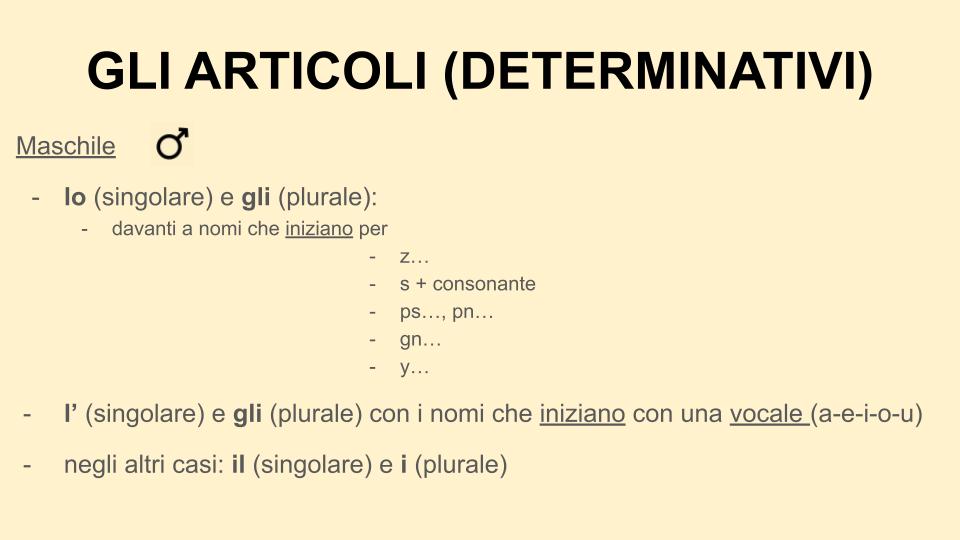 GLI ARTICOLI (DETERMINATIVI)
Maschile
- lo (singolare) e gli (plurale):
- davanti a nomi che iniziano per
- z…
- s + consonante
- ps…, pn…
- gn…
- y…
- l’ (singolare) e gli (plurale) con i nomi che iniziano con una vocale (a-e-i-o-u)
- negli altri casi: il (singolare) e i (plurale)